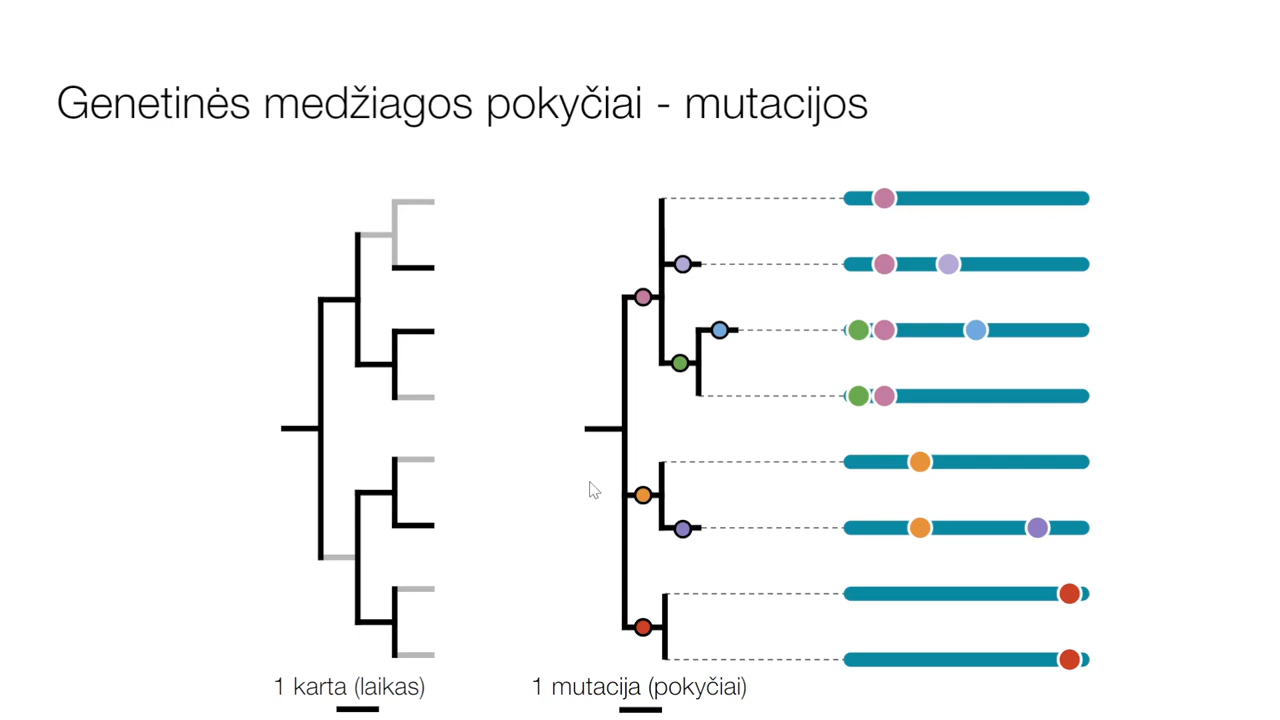 Genetinės medžiagos pokyčiai - mutacijos
1 karta (laikas)
1 mutacija (pokyčiai)